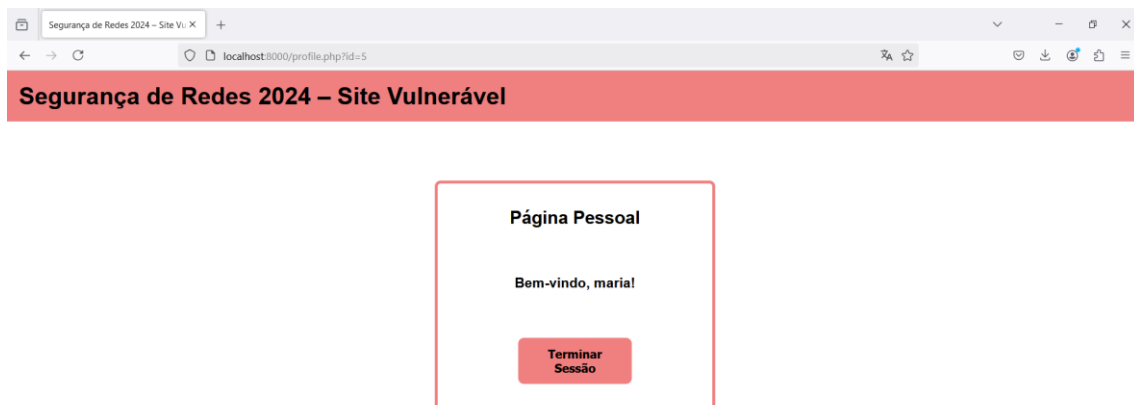 Segurança de Redes 2024 – Site Vu
localhost:8000/profile.php?id=5
Segurança de Redes 2024 – Site Vulnerável
Página Pessoal
Bem-vindo, maria!
Terminar
Sessão